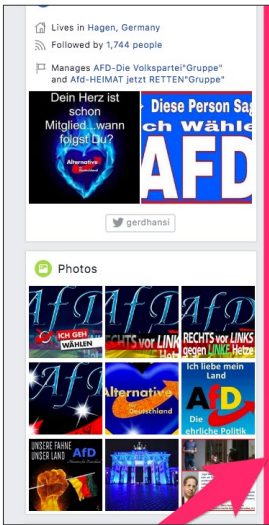 Lives in Hagen, Germany
Followed by 1,744 people
Manages AFD-Die Volkspartei"Gruppe"
and Afd-HEIMAT jetzt RETTEN"Gruppe"
Dein Herz ist
schon
Mitglied...wann
folgst Du?
Alternative
Deutschland
Diese Person Sag
ch Wähle
AFD
gerdhansi
Photos
AfD
ICH GEH
WÄHLEN
AfD
RECHTS vor LINK
AfD
RECHTS vor LINKS
gegen LINKE Hetze
AfD
Alternative
Deutschland
Ich liebe mein
Land
AfD
Die
ehrliche Politik
UNSERE FAHNE
UNSER LAND
AfD